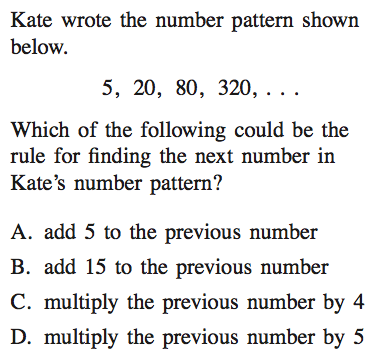 Kate wrote the number pattern shown
below.
5, 20, 80, 320, . . .
Which of the following could be the
rule for finding the next number in
Kate’s number pattern?
A. add 5 to the previous number
B. add 15 to the previous number
C. multiply the previous number by 4
D. multiply the previous number by 5